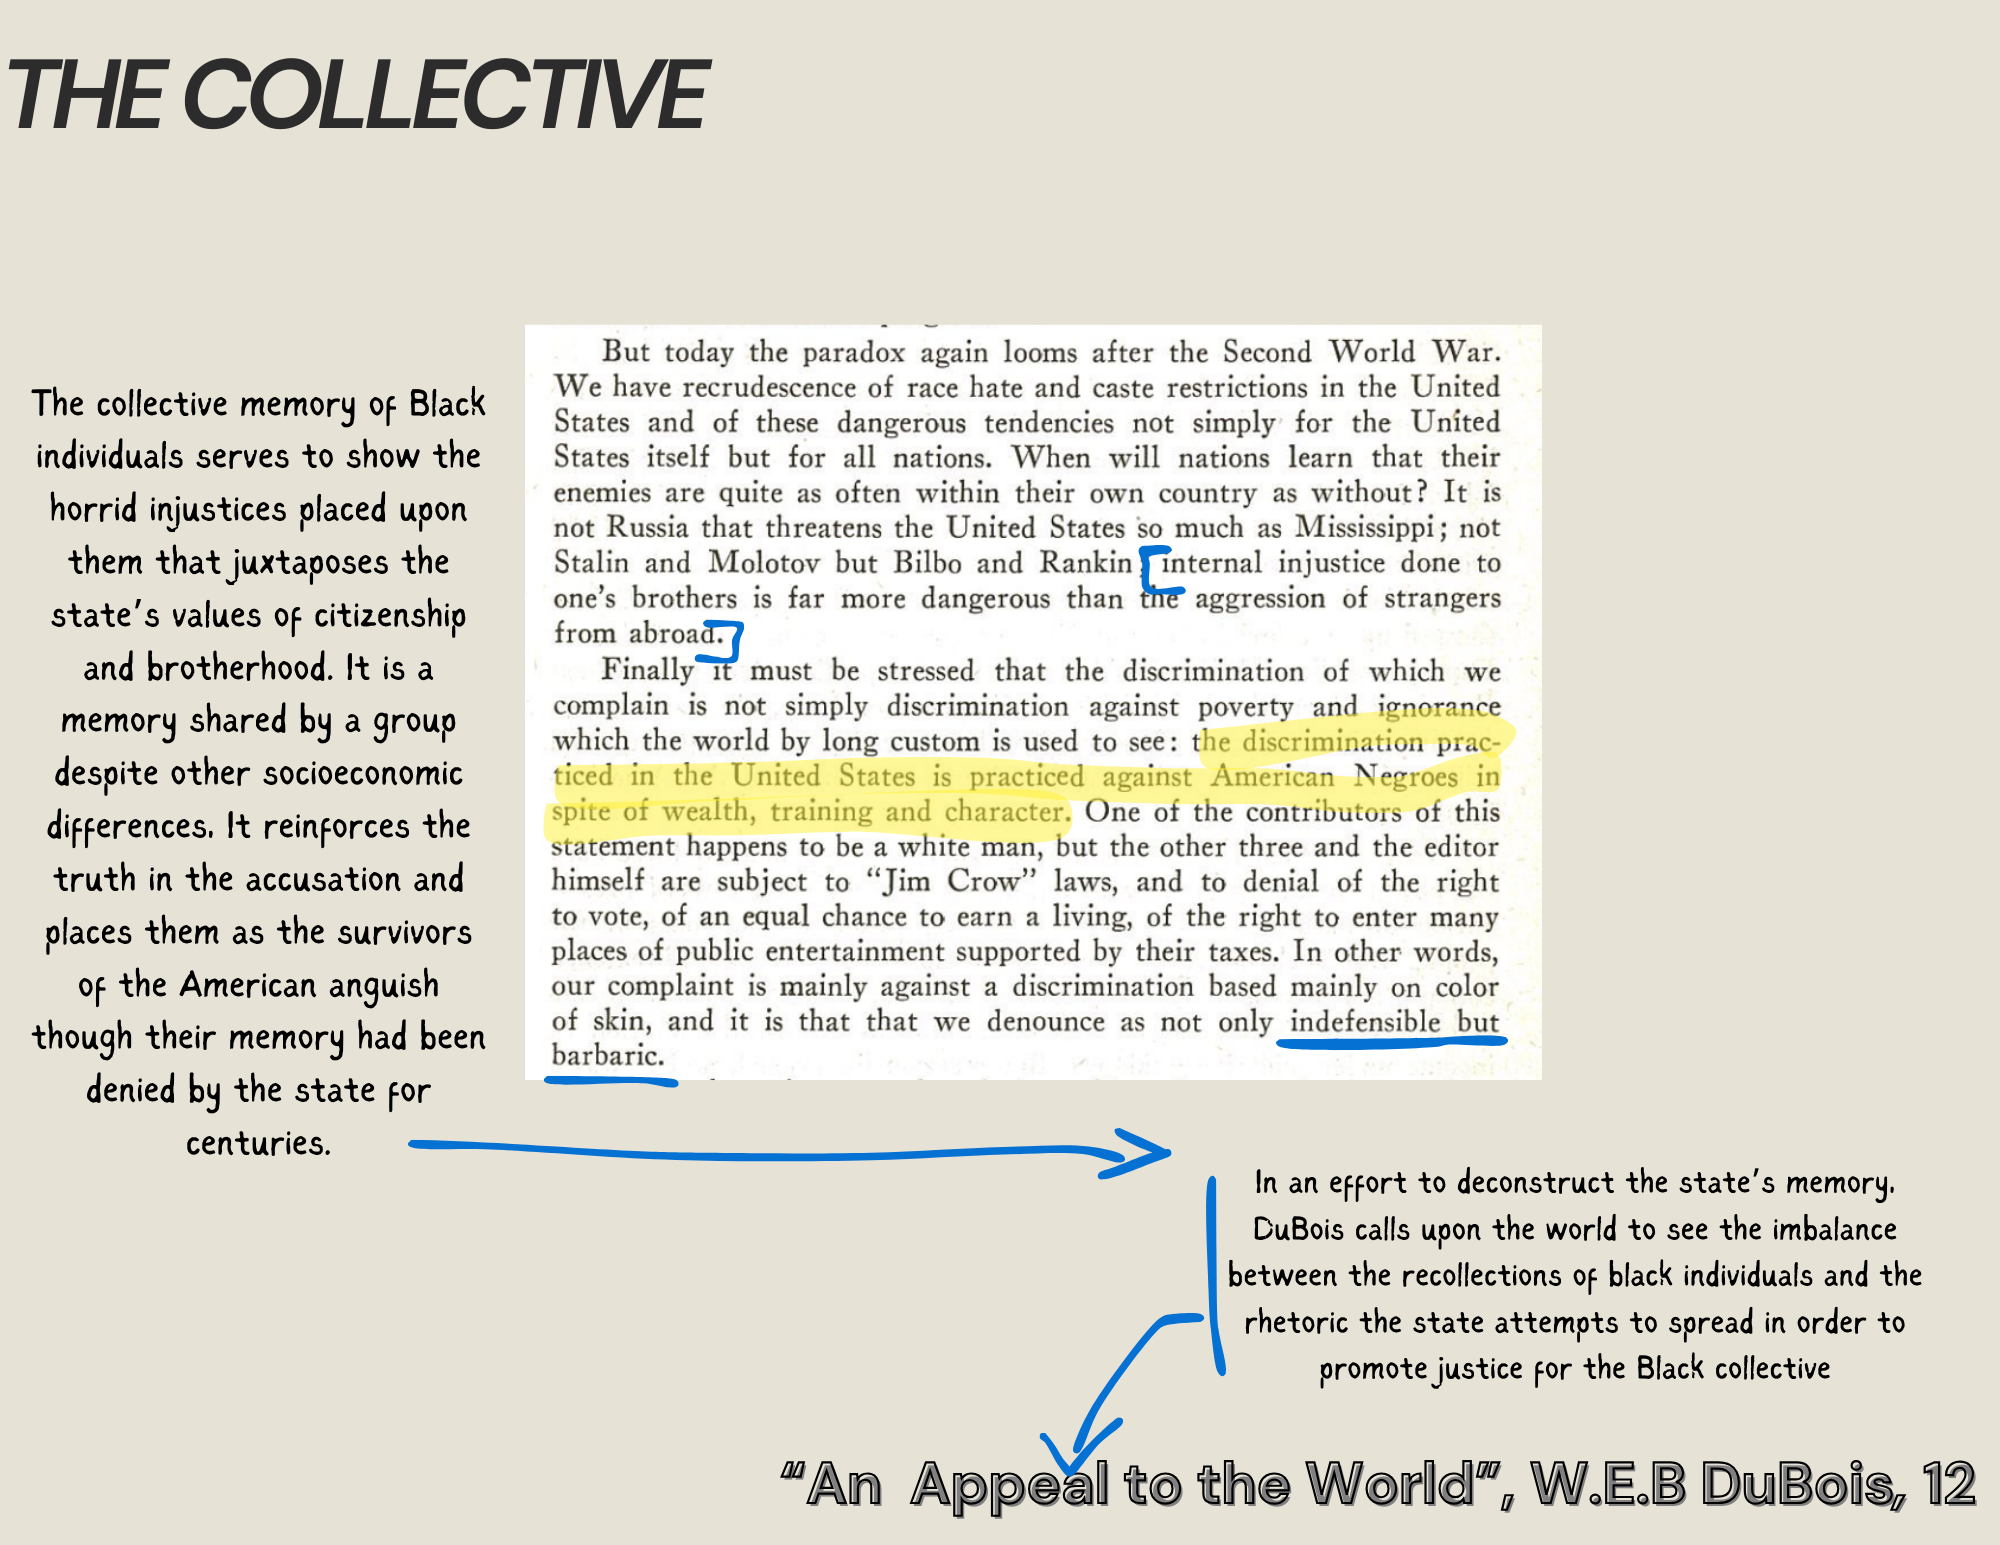 THE COLLECTIVE
The collective memory of Black
individuals serves to show the
horrid injustices placed upon
them that juxtaposes the
state's values of citizenship
and brotherhood. It is a
memory shared by a group
despite other socioeconomic
differences. It reinforces the
truth in the accusation and
places them as the survivors
of the American anguish
though their memory had been
denied by the state for
centuries.
But today the paradox again looms after the Second World War.
We have recrudescence of race hate and caste restrictions in the United
States and of these dangerous tendencies not simply for the United
States itself but for all nations. When will nations learn that their
enemies are quite as often within their own country as without? It is
not Russia that threatens the United States so much as Mississippi; not
Stalin and Molotov but Bilbo and Rankin internal injustice done to
one's brothers is far more dangerous than the aggression of strangers
from abroad.
Finally it must be stressed that the discrimination of which we
complain is not simply discrimination against poverty and ignorance
which the world by long custom is used to see: the discrimination prac-
ticed in the United States is practiced against American Negroes in
spite of wealth, training and character. One of the contributors of this
statement happens to be a white man, but the other three and the editor
himself are subject to "Jim Crow" laws, and to denial of the right
to vote, of an equal chance to earn a living, of the right to enter many
places of public entertainment supported by their taxes. In other words,
our complaint is mainly against a discrimination based mainly on color
of skin, and it is that that we denounce as not only indefensible but
barbaric.
In an effort to deconstruct the state's memory,
DuBois calls upon the world to see the imbalance
between the recollections of black individuals and the
rhetoric the state attempts to spread in order to
promote justice for the Black collective
"An Appeal to the World", W.E.B DuBois, 12